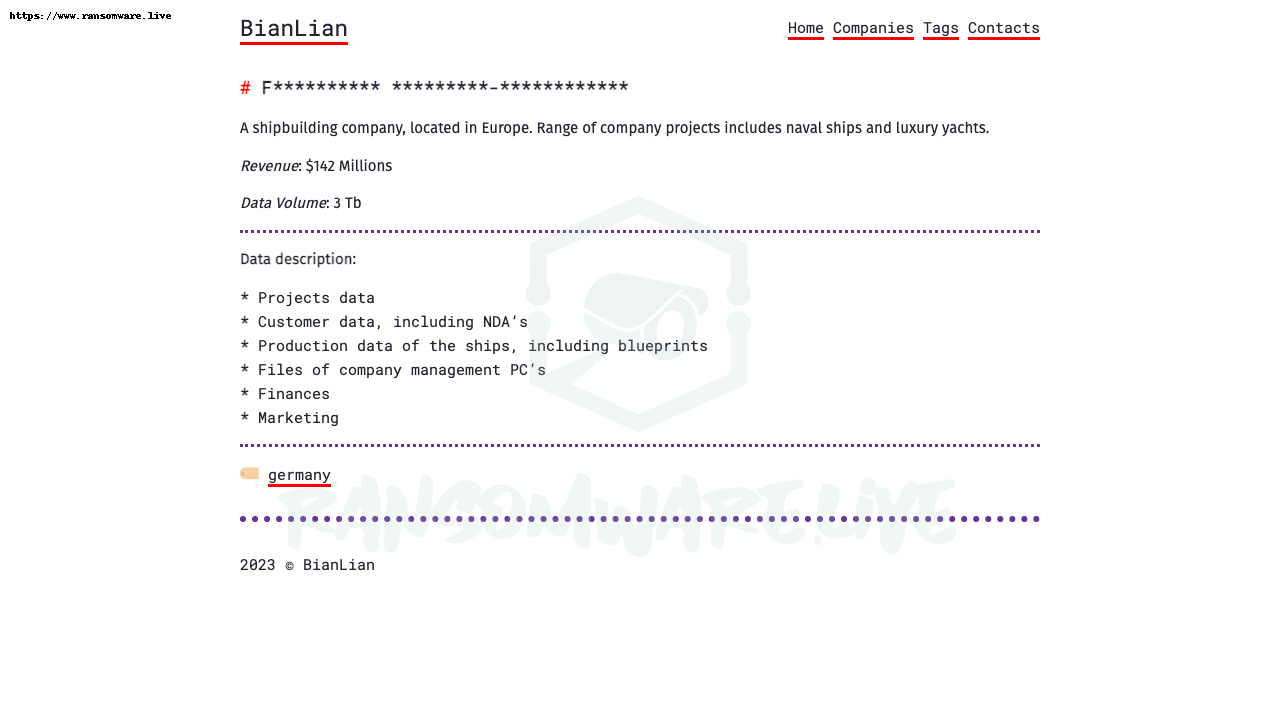 https://www.ransomware.live
BianLian
Home Companies Tags Contacts
# F********** *********-************
A shipbuilding company, located in Europe. Range of company projects includes naval ships and luxury yachts.
Revenue: $142 Millions
Data Volume: 3 Tb
Data description:
* Projects data
* Customer data, including NDA’s
* Production data of the ships, including blueprints
* Files of company management PC’s
* Finances
* Marketing
germany
RANSOMWARE.LIVE
2023 © BianLian